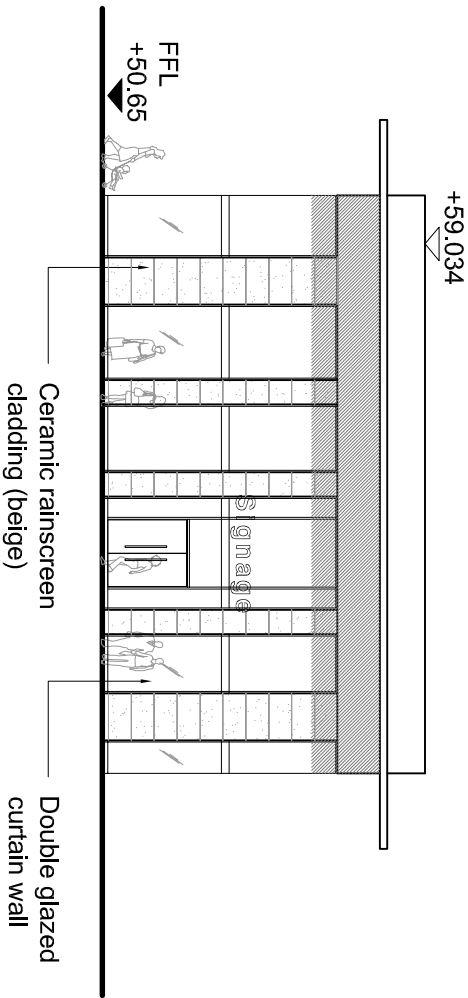 +59.034
FFL
+50.65
Signage
Ceramic rainscreen
cladding (beige)
Double glazed
curtain wall